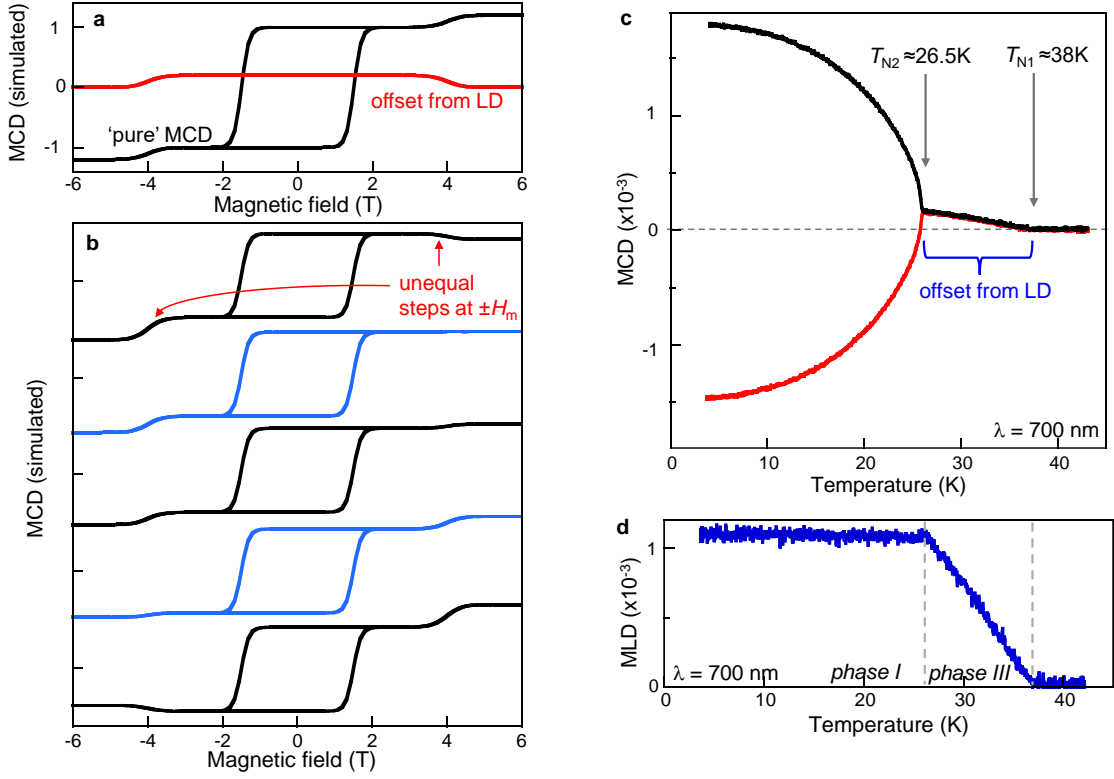 a
MCD (simulated)
1
0
-1
offset from LD
'pure' MCD
-6 -4 -2 0 2 4 6
Magnetic field (T)
b
unequal
steps at ±Hm
MCD (simulated)
-6 -4 -2 0 2 4 6
Magnetic field (T)
c
TN2 ≈26.5K
TN1 ≈38K
MCD (x10-3)
1
0
-1
offset from LD
λ = 700 nm
0 10 20 30 40
Temperature (K)
d
MLD (x10-3)
1
0
λ = 700 nm
phase I
phase III
0 10 20 30 40
Temperature (K)